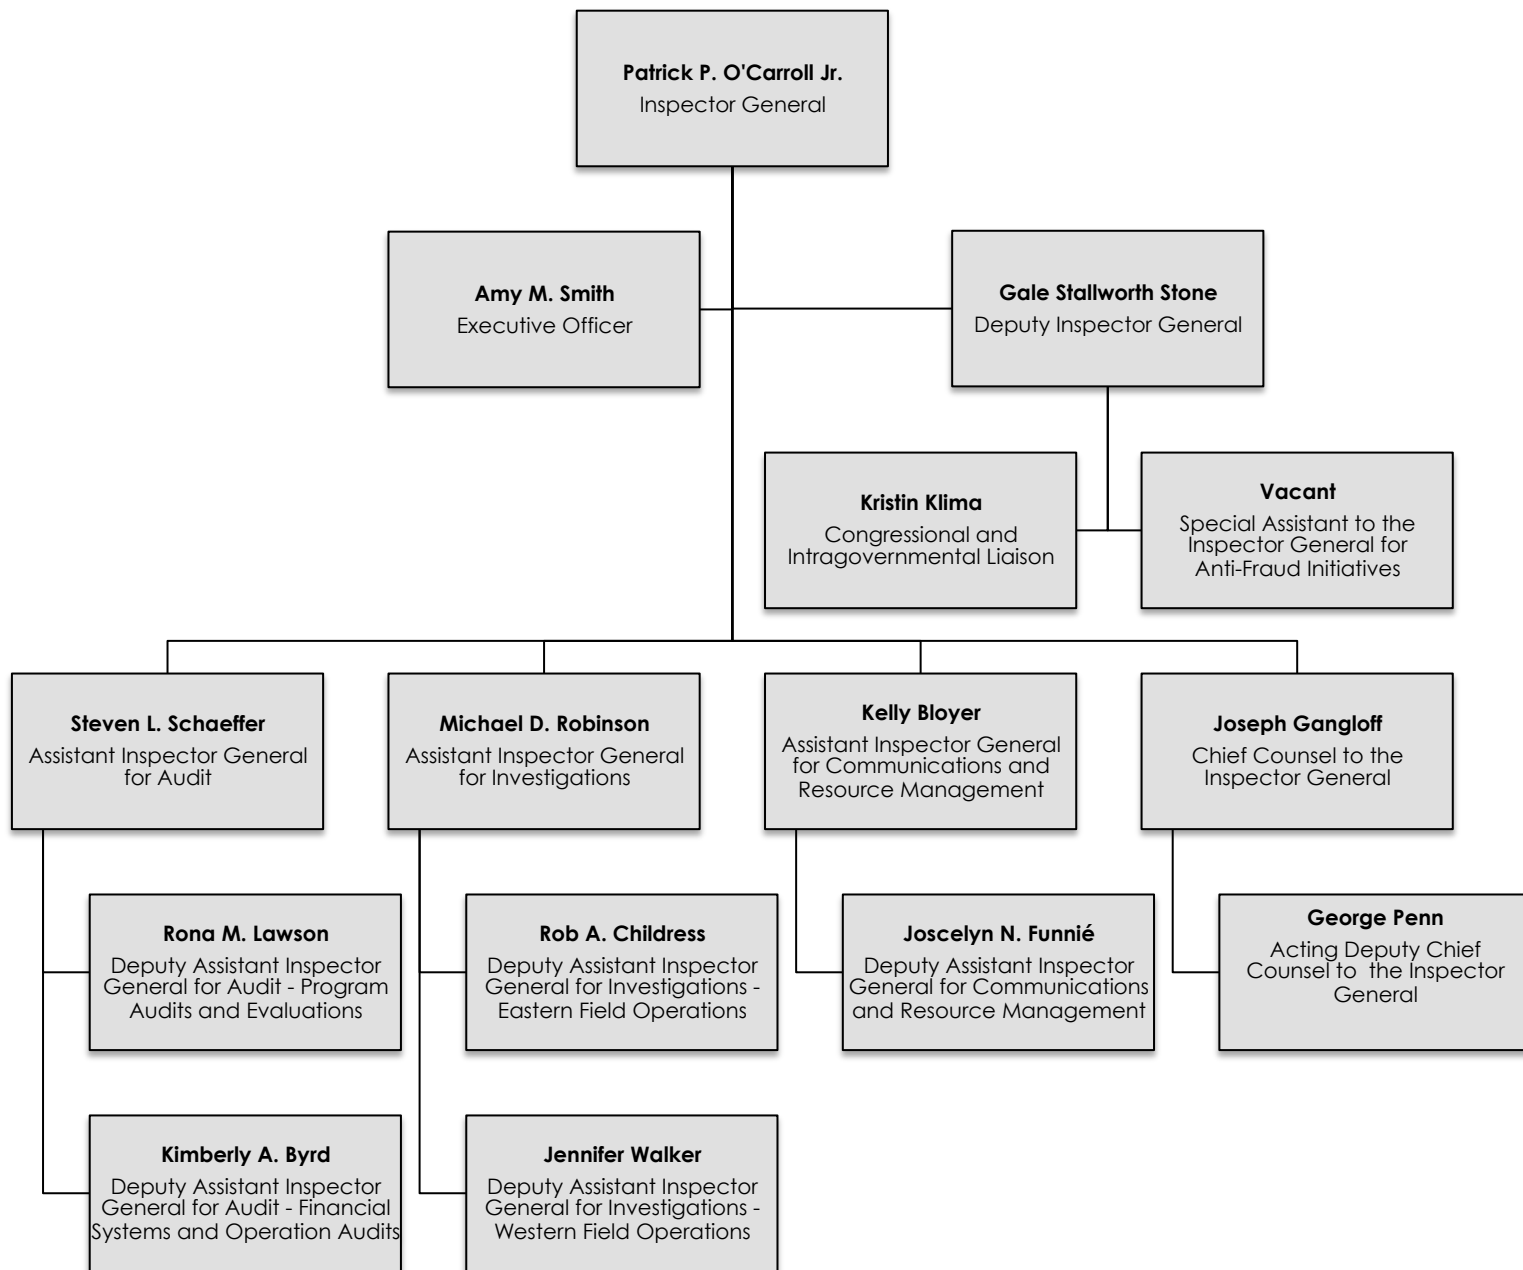 Patrick P. O'Carroll Jr.
Inspector General
Amy M. Smith
Executive Officer
Gale Stallworth Stone
Deputy Inspector General
Kristin Klima
Congressional and
Intragovernmental Liaison
Vacant
Special Assistant to the
Inspector General for
Anti-Fraud Initiatives
Steven L. Schaeffer
Assistant Inspector General
for Audit
Michael D. Robinson
Assistant Inspector General
for Investigations
Kelly Bloyer
Assistant Inspector General
for Communications and
Resource Management
Joseph Gangloff
Chief Counsel to the
Inspector General
Rona M. Lawson
Deputy Assistant Inspector
General for Audit - Program
Audits and Evaluations
Rob A. Childress
Deputy Assistant Inspector
General for Investigations -
Eastern Field Operations
Joscelyn N. Funnié
Deputy Assistant Inspector
General for Communications
and Resource Management
George Penn
Acting Deputy Chief
Counsel to  the Inspector
General
Kimberly A. Byrd
Deputy Assistant Inspector
General for Audit - Financial
Systems and Operation Audits
Jennifer Walker
Deputy Assistant Inspector
General for Investigations -
Western Field Operations